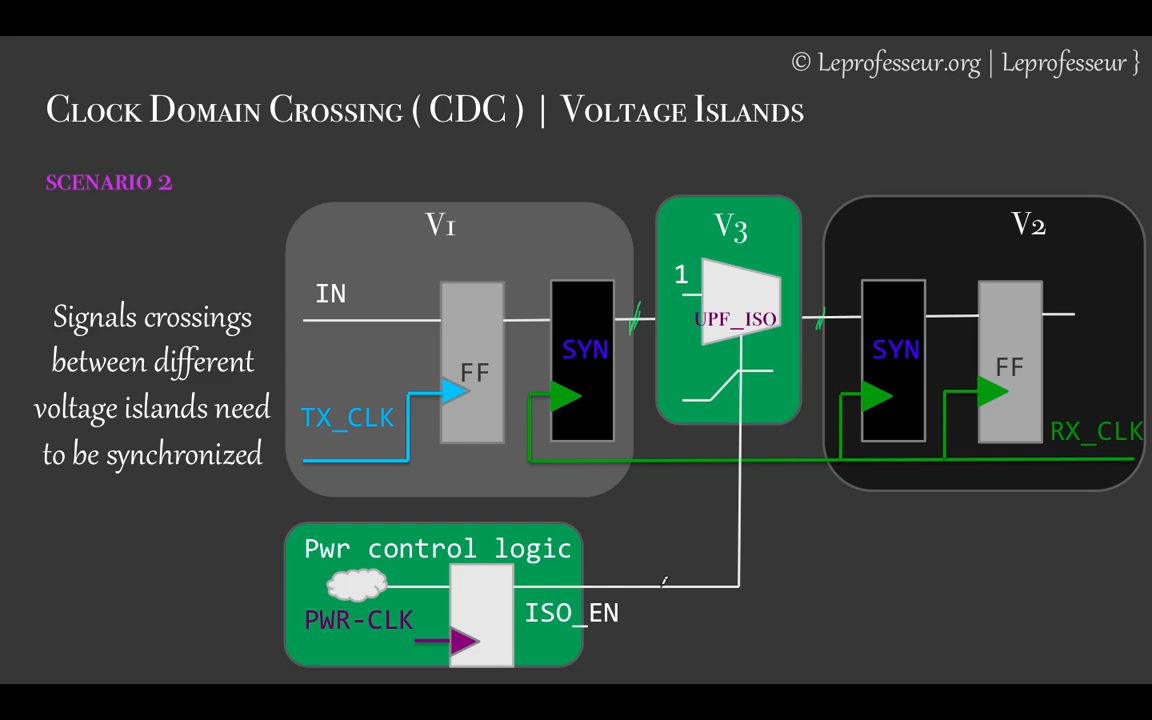 © Leprofesseur.org | Leprofesseur }
Clock Domain Crossing ( CDC ) | Voltage Islands
SCENARIO 2
Signals crossings
between different
voltage islands need
to be synchronized
V1
IN
FF
SYN
TX_CLK
V3
1
UPF_ISO
V2
SYN
FF
RX_CLK
Pwr control logic
PWR-CLK
ISO_EN